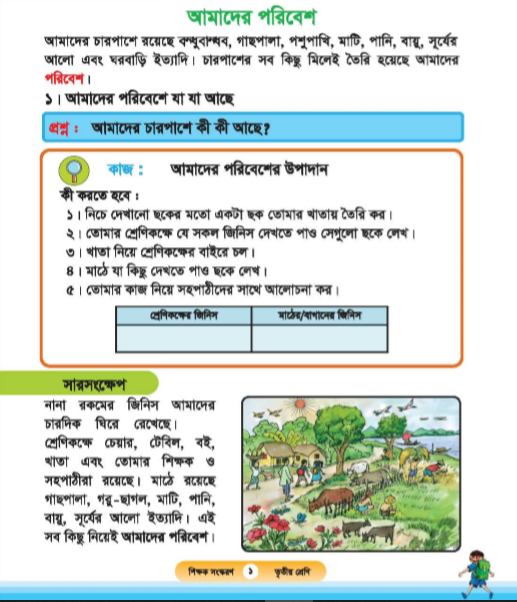 আমাদের পরিবেশ
আমাদের চারপাশে রয়েছে বন্ধুবান্ধব, গাছপালা, পশুপাখি, মাটি, পানি, বায়ু, সূর্যের
আলো এবং ঘরবাড়ি ইত্যাদি। চারপাশের সব কিছু মিলেই তৈরি হয়েছে আমাদের
পরিবেশ।
১। আমাদের পরিবেশে যা যা আছে
প্রশ্ন : আমাদের চারপাশে কী কী আছে?
কাজ : আমাদের পরিবেশের উপাদান
কী করতে হবে :
১। নিচে দেখানো ছকের মতো একটা ছক তোমার খাতায় তৈরি কর।
২। তোমার শ্রেণিকক্ষে যে সকল জিনিস দেখতে পাও সেগুলো ছকে লেখ।
৩। খাতা নিয়ে শ্রেণিকক্ষের বাইরে চল।
৪। মাঠে যা কিছু দেখতে পাও ছকে লেখ।
৫। তোমার কাজ নিয়ে সহপাঠীদের সাথে আলোচনা কর।
শ্রেণিকক্ষের জিনিস মাঠের/বাগানের জিনিস
সারসংক্ষেপ
নানা রকমের জিনিস আমাদের
চারদিক ঘিরে রেখেছে।
শ্রেণিকক্ষে চেয়ার, টেবিল, বই,
খাতা এবং তোমার শিক্ষক ও
সহপাঠীরা রয়েছে। মাঠে রয়েছে
গাছপালা, গরু-ছাগল, মাটি, পানি,
বায়ু, সূর্যের আলো ইত্যাদি। এই
সব কিছু নিয়েই আমাদের পরিবেশ।
শিক্ষক সংস্করণ ১ তৃতীয় শ্রেণি